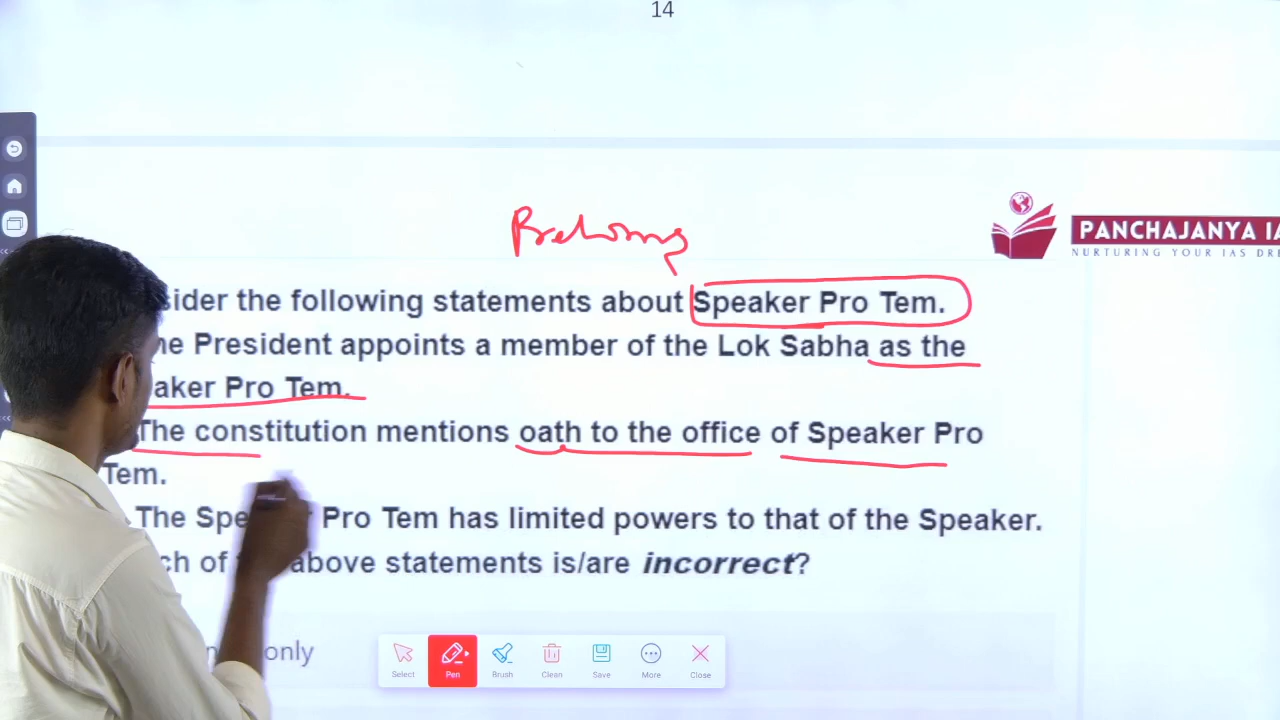 14
PANCHAJANYA IA
NURTURING YOUR IAS DRE
sider the following statements about Speaker Pro Tem.
he President appoints a member of the Lok Sabha as the
aker Pro Tem.
The constitution mentions oath to the office of Speaker Pro
Tem.
The Spe Pro Tem has limited powers to that of the Speaker.
ch of above statements is/are incorrect?
only
Select Pen Brush Clean Save More Close